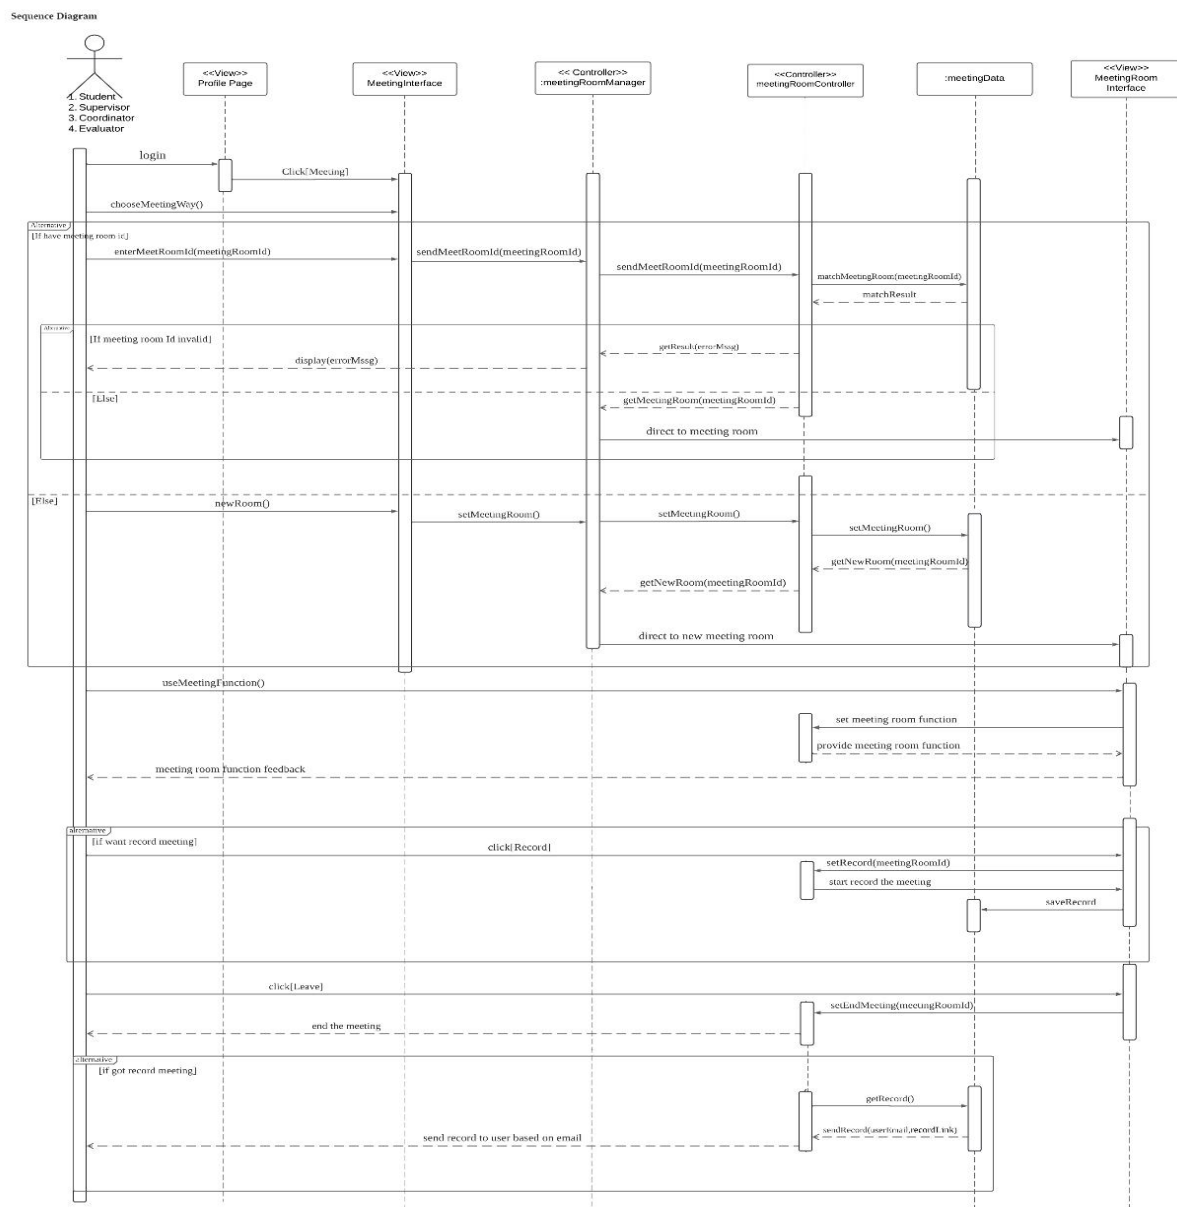 Sequence Diagram
<<View>>
Profile Page
<<View>>
MeetingInterface
<< Controller>>
:meetingRoomManager
<<Controller>>
meetingRoomController
:meetingData
<<View>>
MeetingRoom
Interface
1. Student
2. Supervisor
3. Coordinator
4. Evaluator
login
Click[Meeting]
chooseMeetingWay()
Alternative
[If have meeting room id]
enterMeetRoomId(meetingRoomId)
sendMeetRoomId(meetingRoomId)
sendMeetRoomId(meetingRoomId)
matchMeetingRoom(meetingRoomId)
matchResult
Alternative
[If meeting room Id invalid]
getResult(errorMssg)
display(errorMssg)
[Else]
getMeetingRoom(meetingRoomId)
direct to meeting room
[Else]
newRoom()
setMeetingRoom()
setMeetingRoom()
setMeetingRoom()
getNewRoom(meetingRoomId)
getNewRoom(meetingRoomId)
direct to new meeting room
useMeetingFunction()
set meeting room function
provide meeting room function
meeting room function feedback
alternative
[if want record meeting]
click[Record]
setRecord(meetingRoomId)
start record the meeting
saveRecord
click[Leave]
setEndMeeting(meetingRoomId)
end the meeting
alternative
[if got record meeting]
getRecord()
sendRecord(userEmail,recordLink)
send record to user based on email